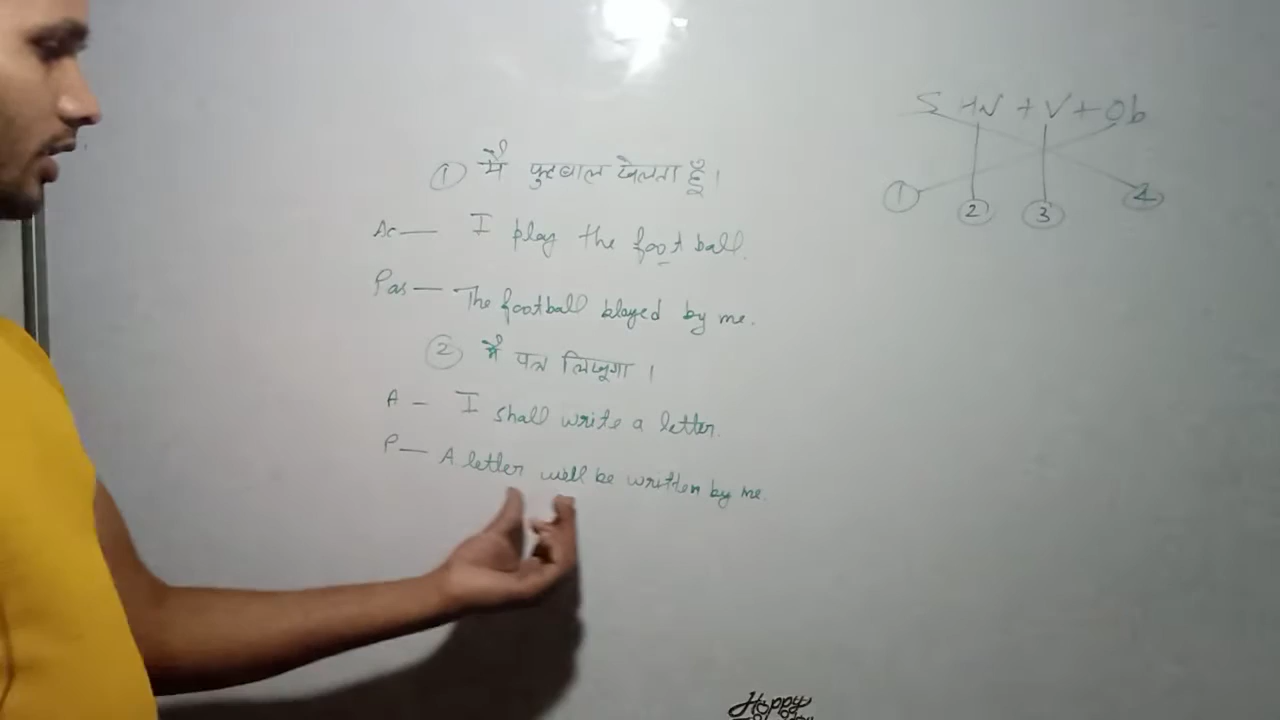 ① मैं फुटबाल खेलता हूँ।
Ac — I play the football.
Pas — The football played by me.
② मैं पत्र लिखूगा।
A — I shall write a letter.
P — A letter will be written by me.
S + HV + V + Ob
① ② ③ 4
Happy